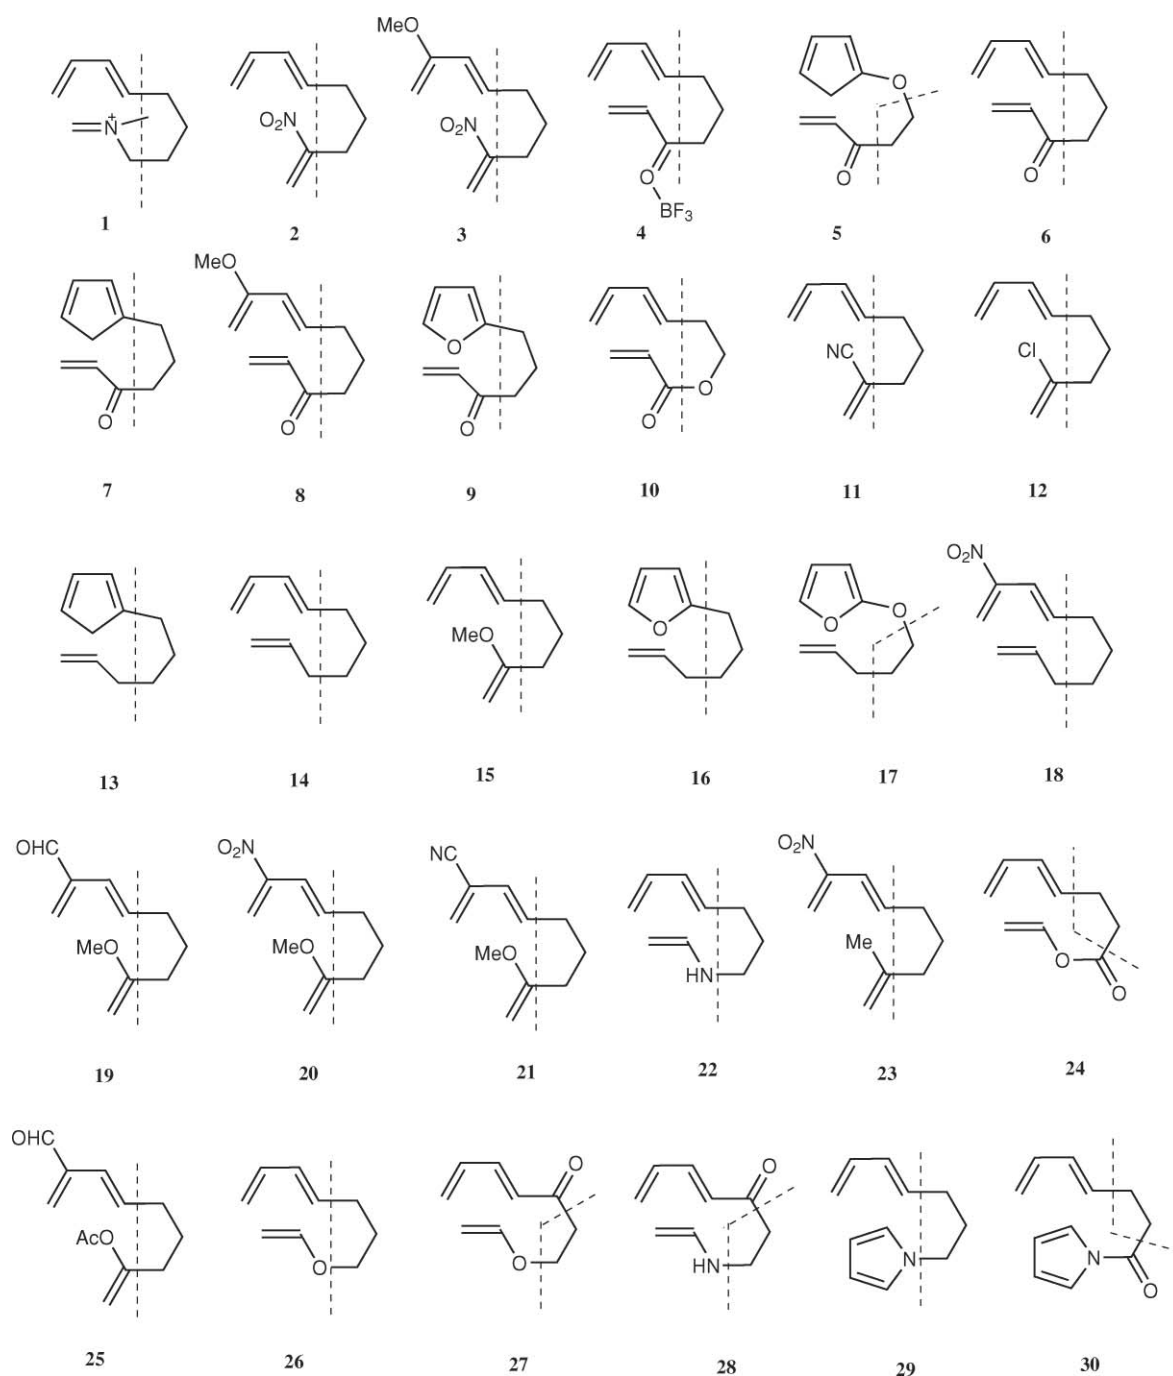 MeO
N+
O2N
O2N
O
BF3
O
O
O
1 2 3 4 5 6
MeO
O
O
O
O
O
O
NC
Cl
7 8 9 10 11 12
O2N
MeO
O
O
O
13 14 15 16 17 18
OHC
O2N
NC
O2N
MeO
MeO
MeO
HN
Me
O
O
19 20 21 22 23 24
OHC
O
O
AcO
O
O
HN
N
N
O
25 26 27 28 29 30